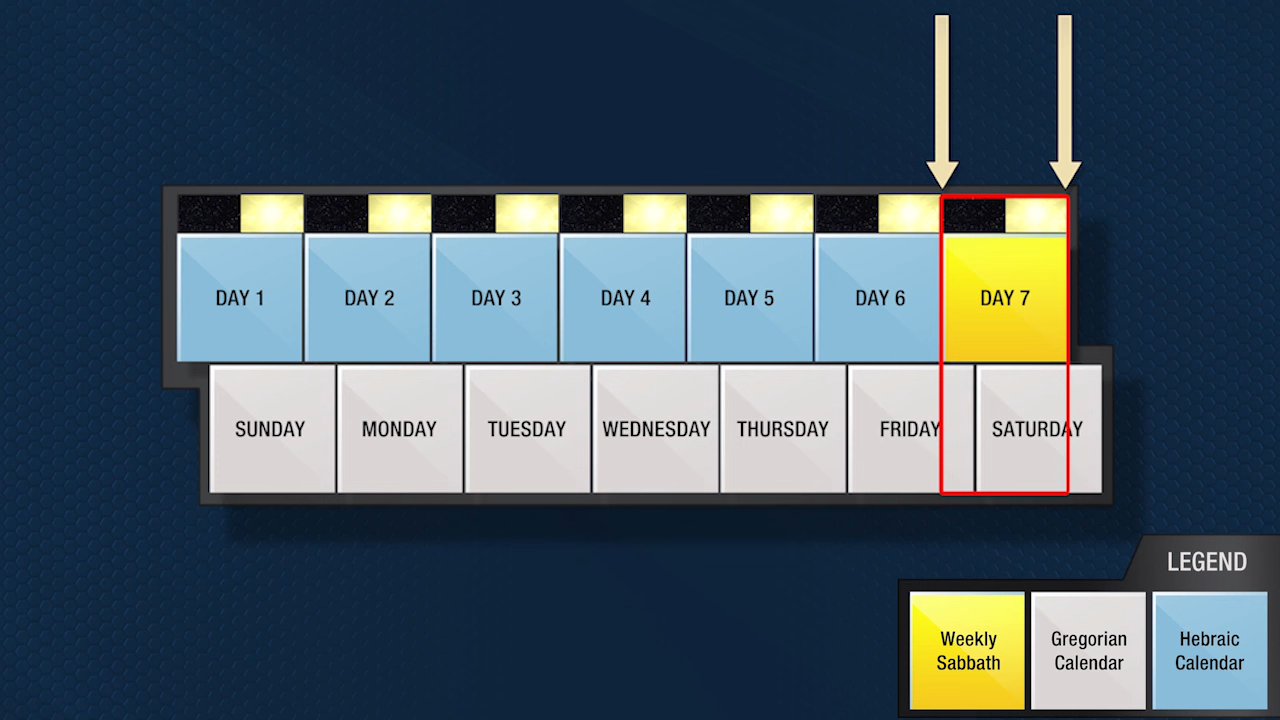 DAY 1
DAY 2
DAY 3
DAY 4
DAY 5
DAY 6
DAY 7
SUNDAY
MONDAY
TUESDAY
WEDNESDAY
THURSDAY
FRIDAY
SATURDAY
LEGEND
Weekly
Sabbath
Gregorian
Calendar
Hebraic
Calendar